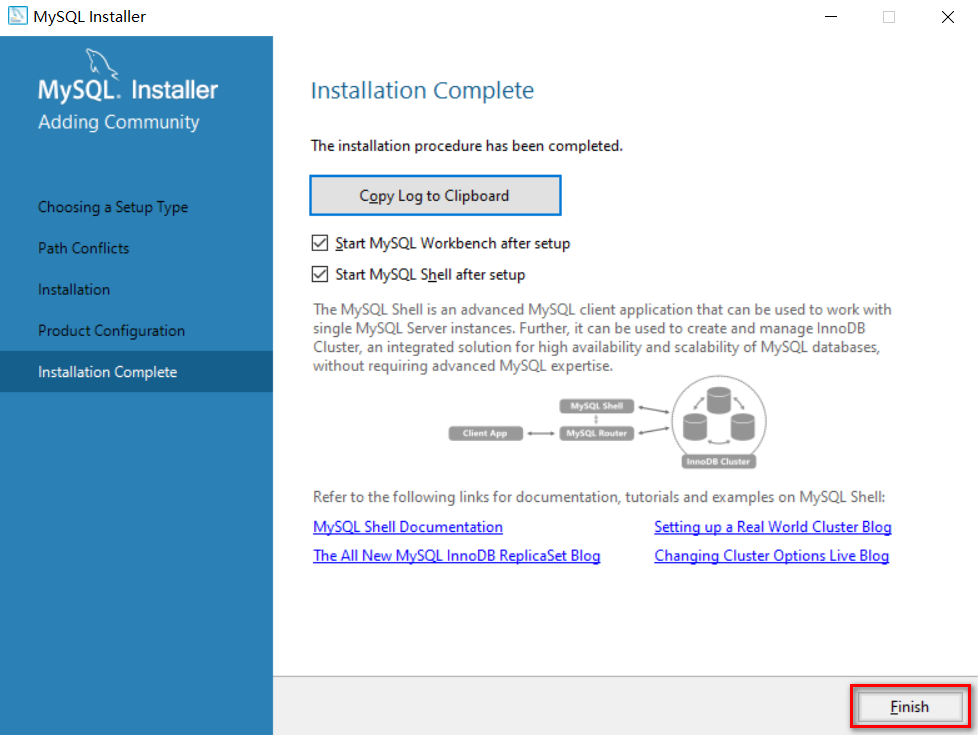 MySQL Installer
MySQL. Installer
Adding Community
Choosing a Setup Type
Path Conflicts
Installation
Product Configuration
Installation Complete
Installation Complete
The installation procedure has been completed.
Copy Log to Clipboard
Start MySQL Workbench after setup
Start MySQL Shell after setup
The MySQL Shell is an advanced MySQL client application that can be used to work with
single MySQL Server instances. Further, it can be used to create and manage InnoDB
Cluster, an integrated solution for high availability and scalability of MySQL databases,
without requiring advanced MySQL expertise.
MySQL Shell
Client App
MySQL Router
InnoDB Cluster
Refer to the following links for documentation, tutorials and examples on MySQL Shell:
MySQL Shell Documentation
Setting up a Real World Cluster Blog
The All New MySQL InnoDB ReplicaSet Blog
Changing Cluster Options Live Blog
Finish